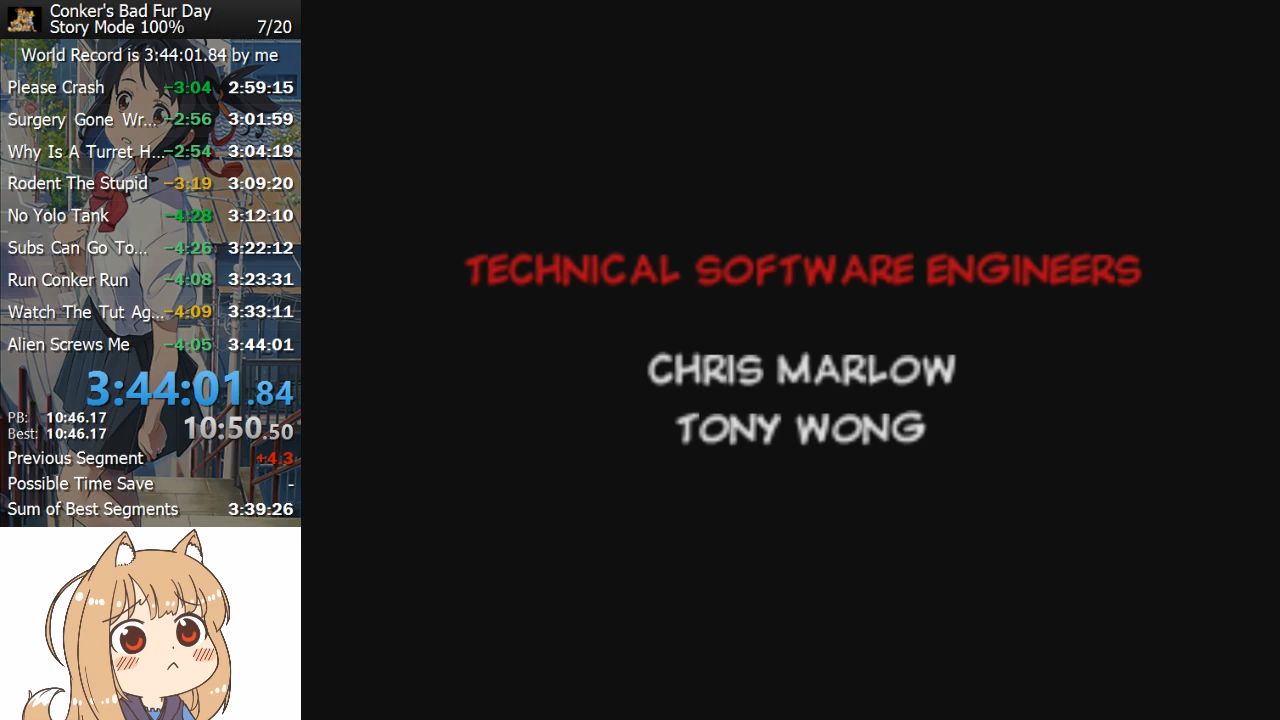 Conker's Bad Fur Day
Story Mode 100% 7/20
World Record is 3:44:01.84 by me
Please Crash −3:04 2:59:15
Surgery Gone Wr... −2:56 3:01:59
Why Is A Turret H... −2:54 3:04:19
Rodent The Stupid −3:19 3:09:20
No Yolo Tank −4:28 3:12:10
Subs Can Go To... −4:26 3:22:12
Run Conker Run −4:08 3:23:31
Watch The Tut Ag... −4:09 3:33:11
Alien Screws Me −4:05 3:44:01
3:44:01.84
PB: 10:46.17
Best: 10:46.17
10:50.50
Previous Segment +4.3
Possible Time Save -
Sum of Best Segments 3:39:26
TECHNICAL SOFTWARE ENGINEERS
CHRIS MARLOW
TONY WONG